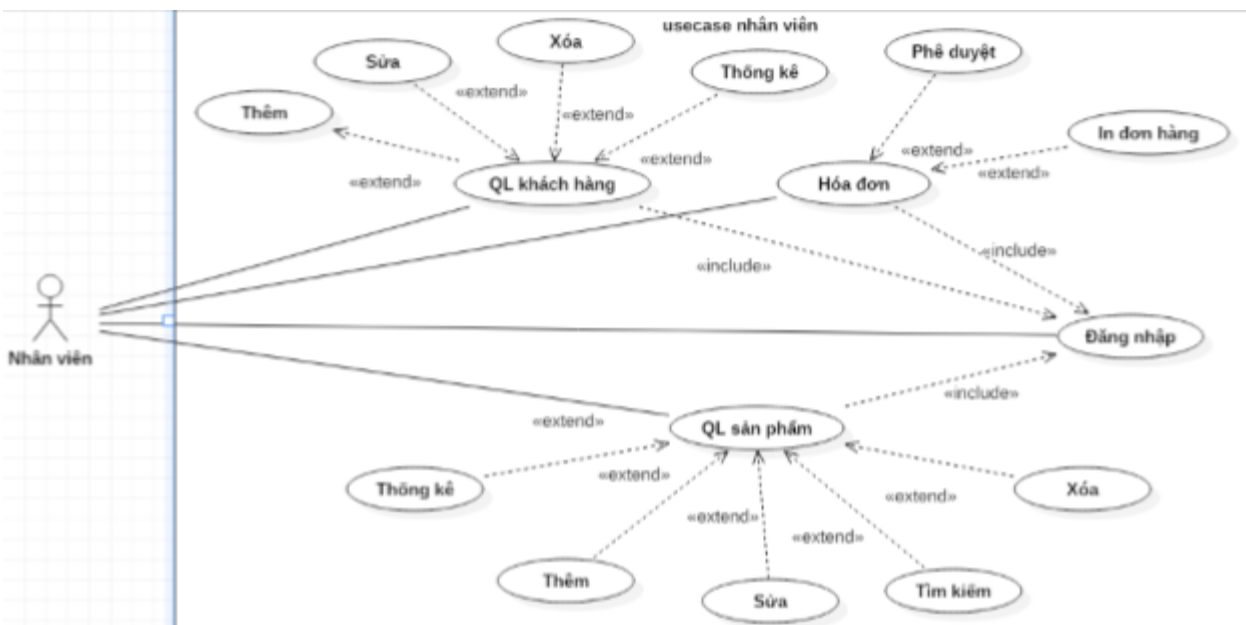 usecase nhân viên
Xóa
Sửa
Phê duyệt
Thống kê
«extend»
Thêm
«extend»
In đơn hàng
«extend»
«extend»
«extend»
«extend»
QL khách hàng
Hóa đơn
«include»
«include»
Đăng nhập
Nhân viên
«include»
«extend»
QL sản phẩm
«extend»
Thống kê
Xóa
«extend»
«extend»
«extend»
Thêm
Tìm kiếm
Sửa